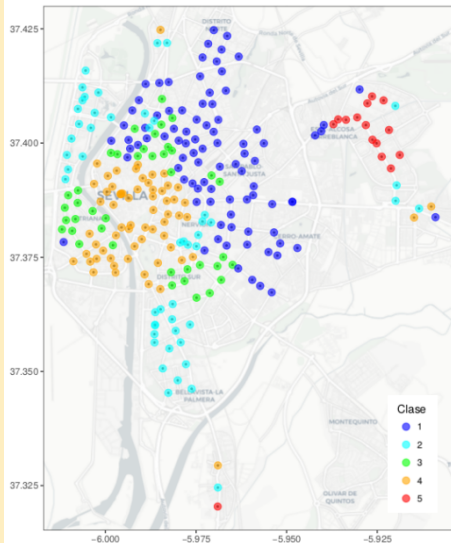 37.425
DISTRITO
NORTE
37.400
SEVILLA
TRIANA
NERVIÓN
CERRO-AMATE
37.375
DISTRITO SUR
37.350
BELLAVISTA-LA
PALMERA
Clase
1
2
3
4
5
MONTEQUINTO
37.325
OLIVAR DE
QUINTOS
−6.000
−5.975
−5.950
−5.925